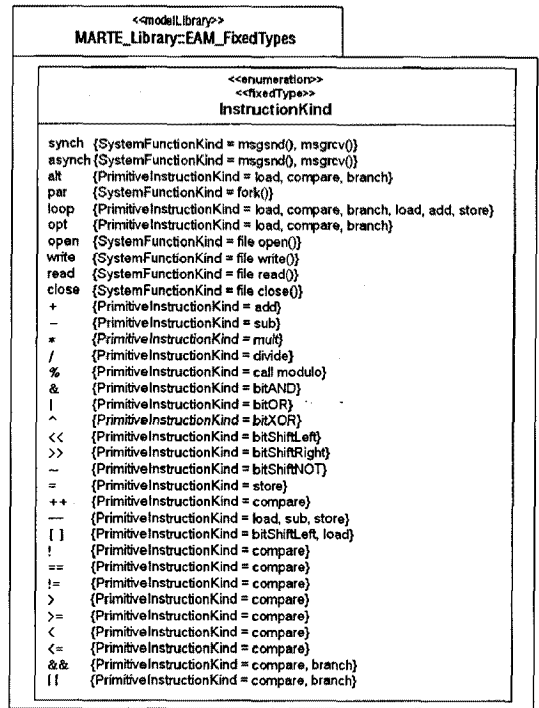 <<modelLibrary>>
MARTE_Library::EAM_FixedTypes
<<enumeration>>
<<fixedType>>
InstructionKind
synch {SystemFunctionKind = msgsnd(), msgrcv()}
asynch {SystemFunctionKind = msgsnd(), msgrcv()}
alt {PrimitiveInstructionKind = load, compare, branch}
par {SystemFunctionKind = fork()}
loop {PrimitiveInstructionKind = load, compare, branch, load, add, store}
opt {PrimitiveInstructionKind = load, compare, branch}
open {SystemFunctionKind = file open()}
write {SystemFunctionKind = file write()}
read {SystemFunctionKind = file read()}
close {SystemFunctionKind = file close()}
+ {PrimitiveInstructionKind = add}
– {PrimitiveInstructionKind = sub}
* {PrimitiveInstructionKind = mult}
/ {PrimitiveInstructionKind = divide}
% {PrimitiveInstructionKind = call modulo}
& {PrimitiveInstructionKind = bitAND}
| {PrimitiveInstructionKind = bitOR}
^ {PrimitiveInstructionKind = bitXOR}
<< {PrimitiveInstructionKind = bitShiftLeft}
>> {PrimitiveInstructionKind = bitShiftRight}
~ {PrimitiveInstructionKind = bitShiftNOT}
= {PrimitiveInstructionKind = store}
++ {PrimitiveInstructionKind = compare}
-- {PrimitiveInstructionKind = load, sub, store}
[ ] {PrimitiveInstructionKind = bitShiftLeft, load}
! {PrimitiveInstructionKind = compare}
== {PrimitiveInstructionKind = compare}
!= {PrimitiveInstructionKind = compare}
> {PrimitiveInstructionKind = compare}
>= {PrimitiveInstructionKind = compare}
< {PrimitiveInstructionKind = compare}
<= {PrimitiveInstructionKind = compare}
&& {PrimitiveInstructionKind = compare, branch}
|| {PrimitiveInstructionKind = compare, branch}